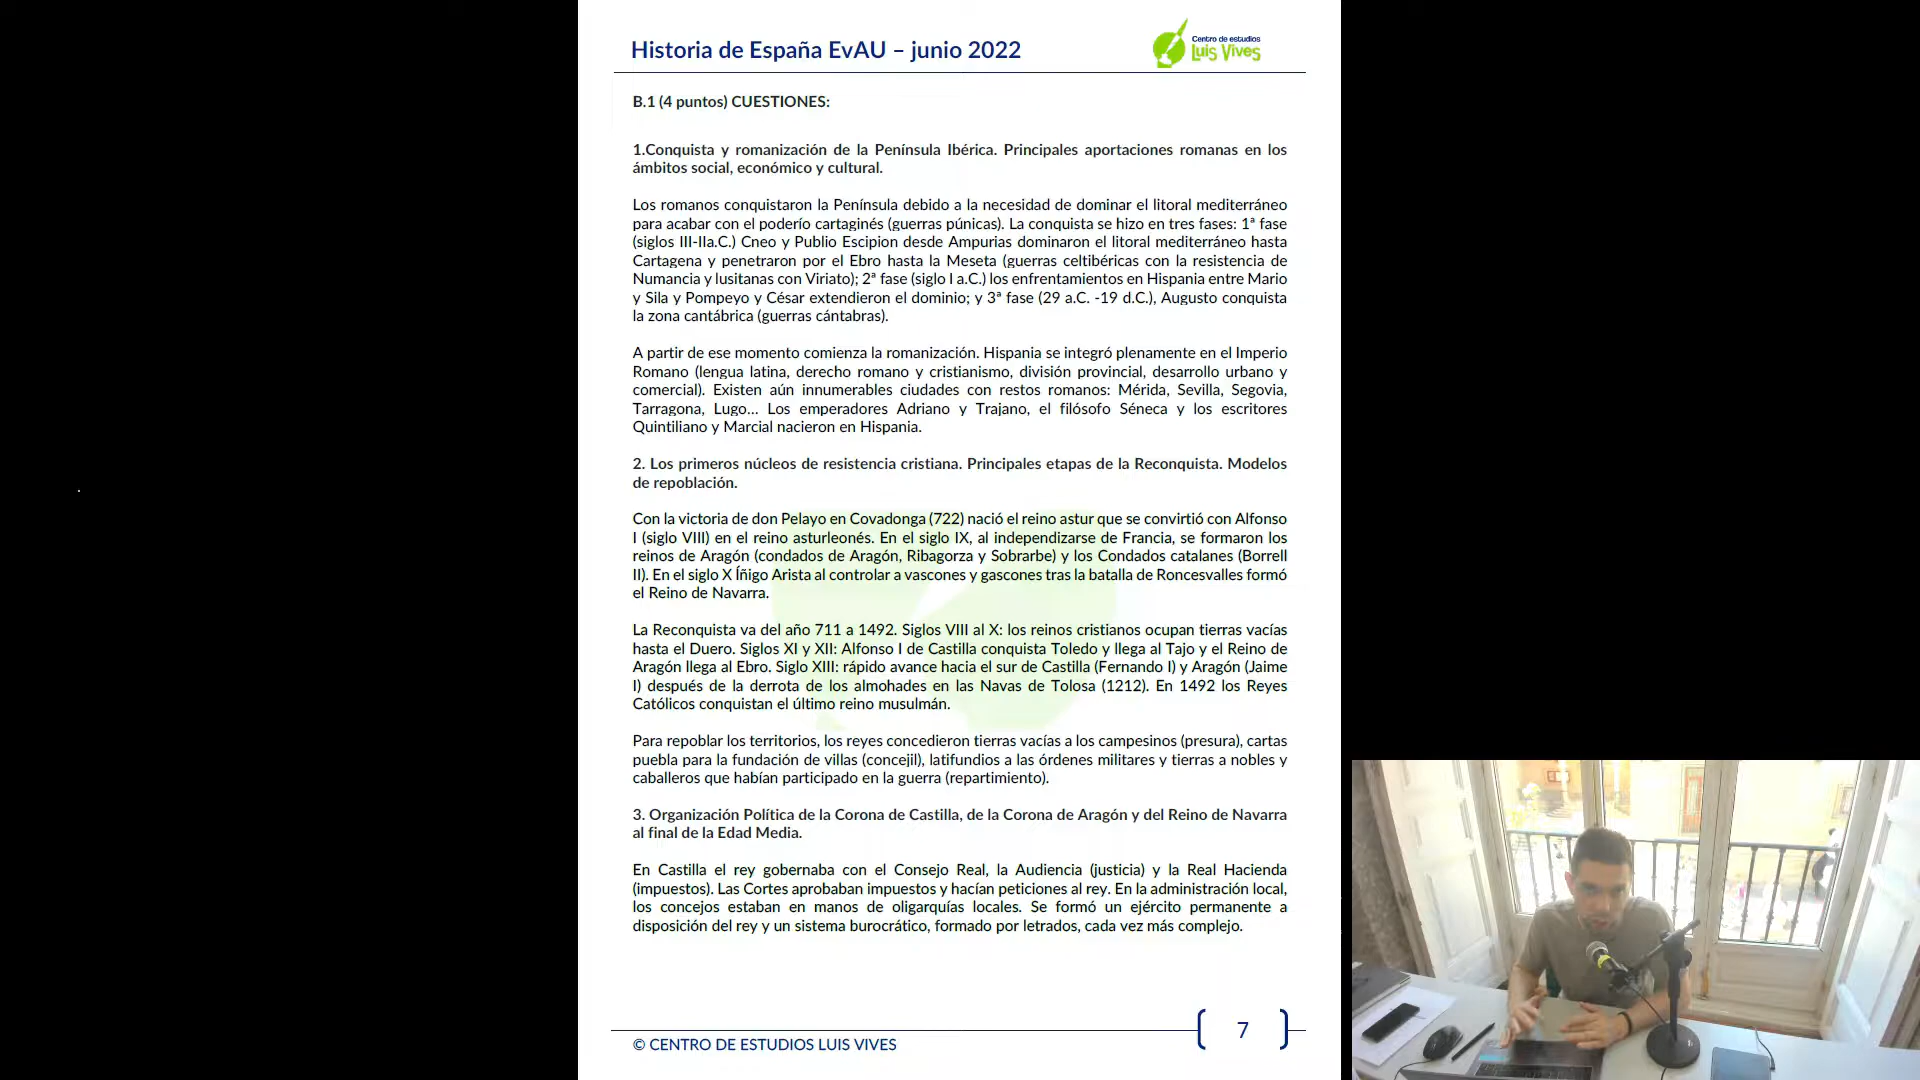 Historia de España EvAU – junio 2022
Centro de estudios
Luis Vives
B.1 (4 puntos) CUESTIONES:
1.Conquista y romanización de la Península Ibérica. Principales aportaciones romanas en los
ámbitos social, económico y cultural.
Los romanos conquistaron la Península debido a la necesidad de dominar el litoral mediterráneo
para acabar con el poderío cartaginés (guerras púnicas). La conquista se hizo en tres fases: 1ª fase
(siglos III-IIa.C.) Cneo y Publio Escipion desde Ampurias dominaron el litoral mediterráneo hasta
Cartagena y penetraron por el Ebro hasta la Meseta (guerras celtibéricas con la resistencia de
Numancia y lusitanas con Viriato); 2ª fase (siglo I a.C.) los enfrentamientos en Hispania entre Mario
y Sila y Pompeyo y César extendieron el dominio; y 3ª fase (29 a.C. -19 d.C.), Augusto conquista
la zona cantábrica (guerras cántabras).
A partir de ese momento comienza la romanización. Hispania se integró plenamente en el Imperio
Romano (lengua latina, derecho romano y cristianismo, división provincial, desarrollo urbano y
comercial). Existen aún innumerables ciudades con restos romanos: Mérida, Sevilla, Segovia,
Tarragona, Lugo... Los emperadores Adriano y Trajano, el filósofo Séneca y los escritores
Quintiliano y Marcial nacieron en Hispania.
2. Los primeros núcleos de resistencia cristiana. Principales etapas de la Reconquista. Modelos
de repoblación.
Con la victoria de don Pelayo en Covadonga (722) nació el reino astur que se convirtió con Alfonso
I (siglo VIII) en el reino asturleonés. En el siglo IX, al independizarse de Francia, se formaron los
reinos de Aragón (condados de Aragón, Ribagorza y Sobrarbe) y los Condados catalanes (Borrell
II). En el siglo X Íñigo Arista al controlar a vascones y gascones tras la batalla de Roncesvalles formó
el Reino de Navarra.
La Reconquista va del año 711 a 1492. Siglos VIII al X: los reinos cristianos ocupan tierras vacías
hasta el Duero. Siglos XI y XII: Alfonso I de Castilla conquista Toledo y llega al Tajo y el Reino de
Aragón llega al Ebro. Siglo XIII: rápido avance hacia el sur de Castilla (Fernando I) y Aragón (Jaime
I) después de la derrota de los almohades en las Navas de Tolosa (1212). En 1492 los Reyes
Católicos conquistan el último reino musulmán.
Para repoblar los territorios, los reyes concedieron tierras vacías a los campesinos (presura), cartas
puebla para la fundación de villas (concejil), latifundios a las órdenes militares y tierras a nobles y
caballeros que habían participado en la guerra (repartimiento).
3. Organización Política de la Corona de Castilla, de la Corona de Aragón y del Reino de Navarra
al final de la Edad Media.
En Castilla el rey gobernaba con el Consejo Real, la Audiencia (justicia) y la Real Hacienda
(impuestos). Las Cortes aprobaban impuestos y hacían peticiones al rey. En la administración local,
los concejos estaban en manos de oligarquías locales. Se formó un ejército permanente a
disposición del rey y un sistema burocrático, formado por letrados, cada vez más complejo.
7
© CENTRO DE ESTUDIOS LUIS VIVES